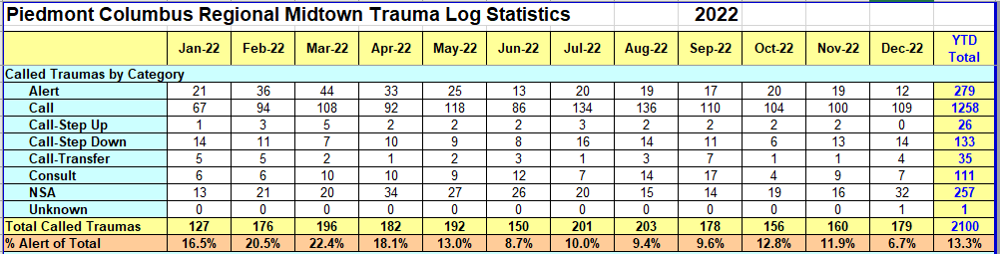 Piedmont Columbus Regional Midtown Trauma Log Statistics 2022
Jan-22 Feb-22 Mar-22 Apr-22 May-22 Jun-22 Jul-22 Aug-22 Sep-22 Oct-22 Nov-22 Dec-22 YTD Total
Called Traumas by Category
Alert 21 36 44 33 25 13 20 19 17 20 19 12 279
Call 67 94 108 92 118 86 134 136 110 104 100 109 1258
Call-Step Up 1 3 5 2 2 2 3 2 2 2 2 0 26
Call-Step Down 14 11 7 10 9 8 16 14 11 6 13 14 133
Call-Transfer 5 5 2 1 2 3 1 3 7 1 1 4 35
Consult 6 6 10 10 9 12 7 14 17 4 9 7 111
NSA 13 21 20 34 27 26 20 15 14 19 16 32 257
Unknown 0 0 0 0 0 0 0 0 0 0 0 1 1
Total Called Traumas 127 176 196 182 192 150 201 203 178 156 160 179 2100
% Alert of Total 16.5% 20.5% 22.4% 18.1% 13.0% 8.7% 10.0% 9.4% 9.6% 12.8% 11.9% 6.7% 13.3%